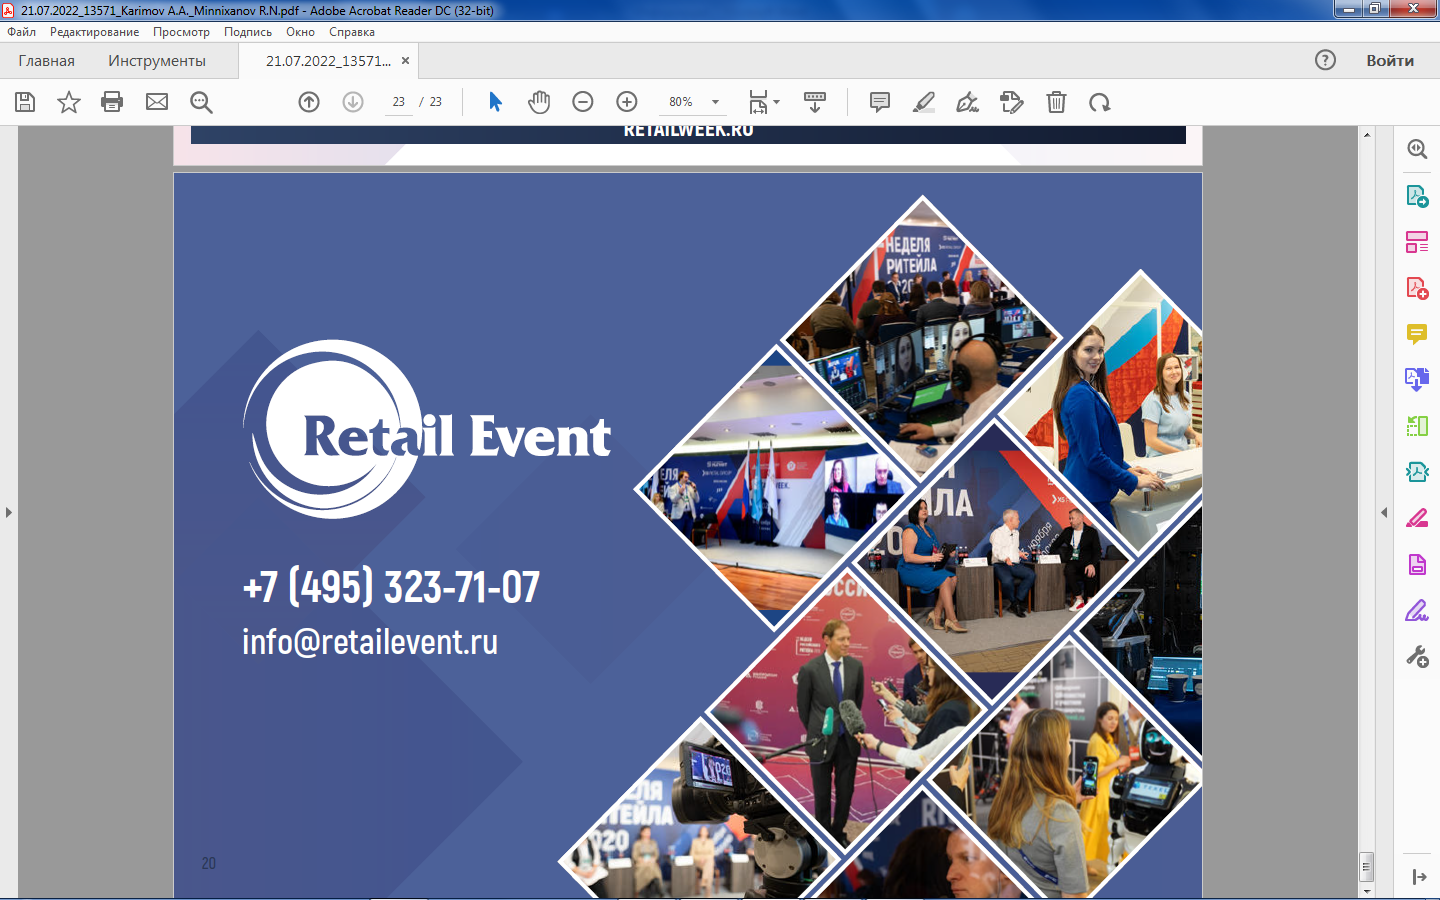 21.07.2022_13571_Karimov A.A._Minnixanov R.N.pdf - Adobe Acrobat Reader DC (32-bit)
Файл Редактирование Просмотр Подпись Окно Справка
Главная Инструменты 21.07.2022_13571... × Войти
23 / 23 80%
RETAILWEEK.RU
НЕДЕЛЯ
РИТЕЙЛА
Retail Event
+7 (495) 323-71-07
info@retailevent.ru
20